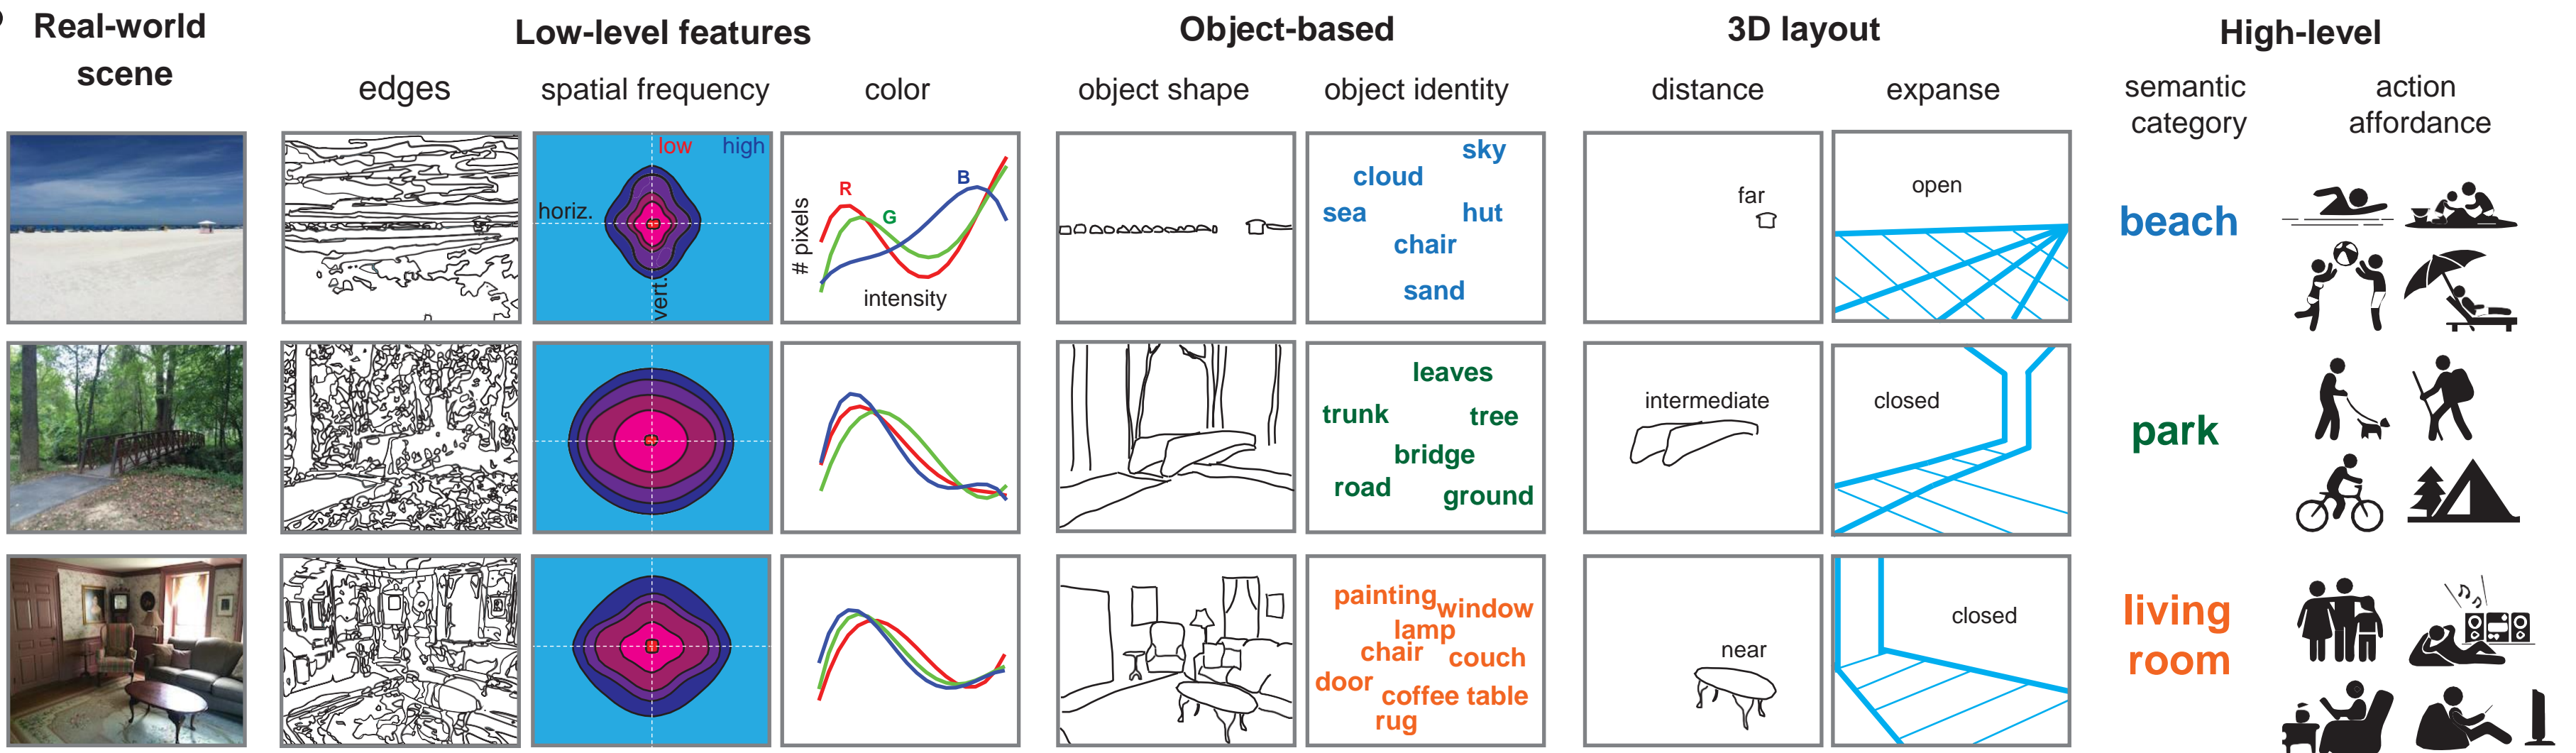 Real-world
scene
Low-level features
Object-based
3D layout
High-level
edges
spatial frequency
color
object shape
object identity
distance
expanse
semantic
category
action
affordance
low high
horiz.
vert.
R
G
B
# pixels
intensity
sky
cloud
sea
hut
chair
sand
far
open
beach
leaves
trunk
tree
bridge
road
ground
intermediate
closed
park
painting
window
lamp
chair
couch
door
coffee table
rug
near
closed
living
room